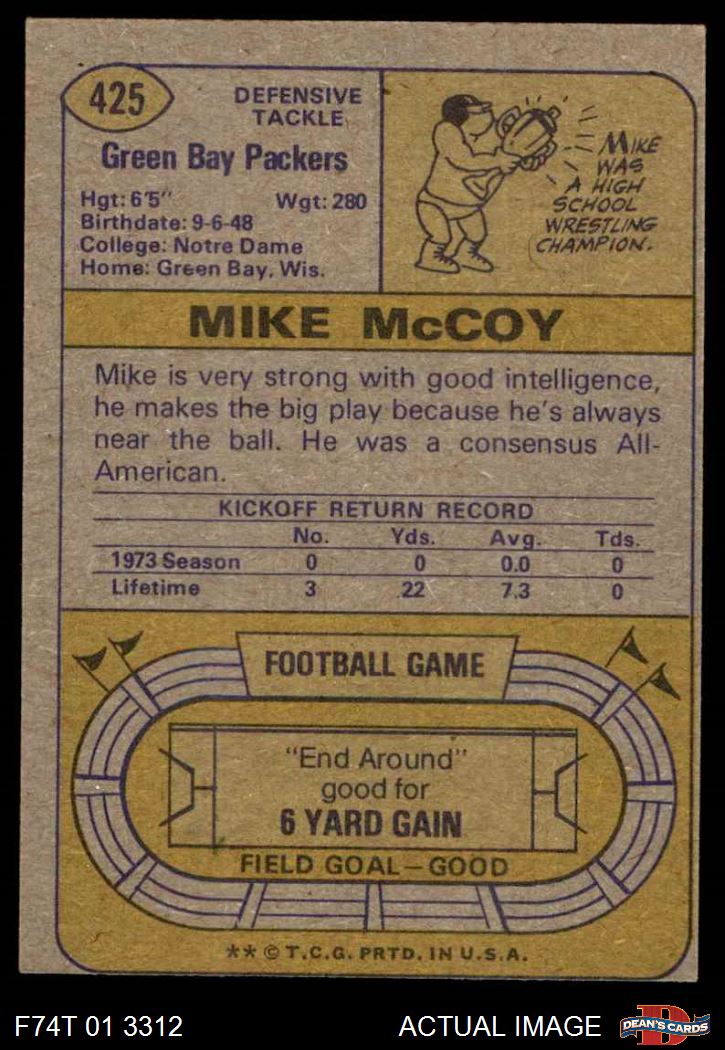 425
DEFENSIVE
TACKLE
Green Bay Packers
Hgt: 6'5" Wgt: 280
Birthdate: 9-6-48
College: Notre Dame
Home: Green Bay, Wis.
MIKE
WAS
A HIGH
SCHOOL
WRESTLING
CHAMPION.
MIKE McCOY
Mike is very strong with good intelligence,
he makes the big play because he's always
near the ball. He was a consensus All-
American.
KICKOFF RETURN RECORD
No. Yds. Avg. Tds.
1973 Season 0 0 0.0 0
Lifetime 3 22 7.3 0
FOOTBALL GAME
"End Around"
good for
6 YARD GAIN
FIELD GOAL—GOOD
** © T.C.G. PRTD. IN U.S.A.
F74T 01 3312 ACTUAL IMAGE
D
DEAN'S CARDS